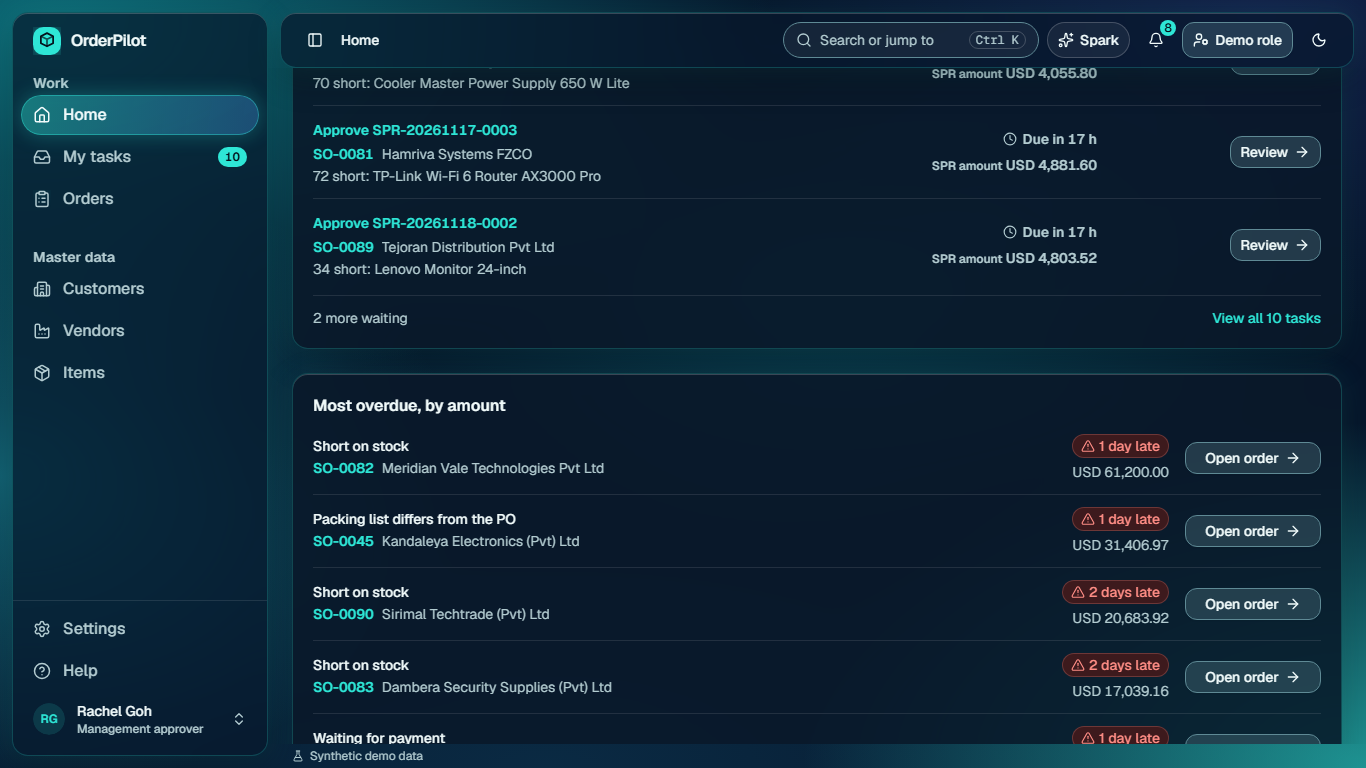 OrderPilot
Work
Home
My tasks 10
Orders
Master data
Customers
Vendors
Items
Settings
Help
RG Rachel Goh
Management approver
Home
Search or jump to Ctrl K
Spark
8
Demo role
70 short: Cooler Master Power Supply 650 W Lite
SPR amount USD 4,055.80
Approve SPR-20261117-0003
SO-0081 Hamriva Systems FZCO
72 short: TP-Link Wi-Fi 6 Router AX3000 Pro
Due in 17 h
SPR amount USD 4,881.60
Review
Approve SPR-20261118-0002
SO-0089 Tejoran Distribution Pvt Ltd
34 short: Lenovo Monitor 24-inch
Due in 17 h
SPR amount USD 4,803.52
Review
2 more waiting
View all 10 tasks
Most overdue, by amount
Short on stock
SO-0082 Meridian Vale Technologies Pvt Ltd
1 day late
USD 61,200.00
Open order
Packing list differs from the PO
SO-0045 Kandaleya Electronics (Pvt) Ltd
1 day late
USD 31,406.97
Open order
Short on stock
SO-0090 Sirimal Techtrade (Pvt) Ltd
2 days late
USD 20,683.92
Open order
Short on stock
SO-0083 Dambera Security Supplies (Pvt) Ltd
2 days late
USD 17,039.16
Open order
Waiting for payment
1 day late
Synthetic demo data